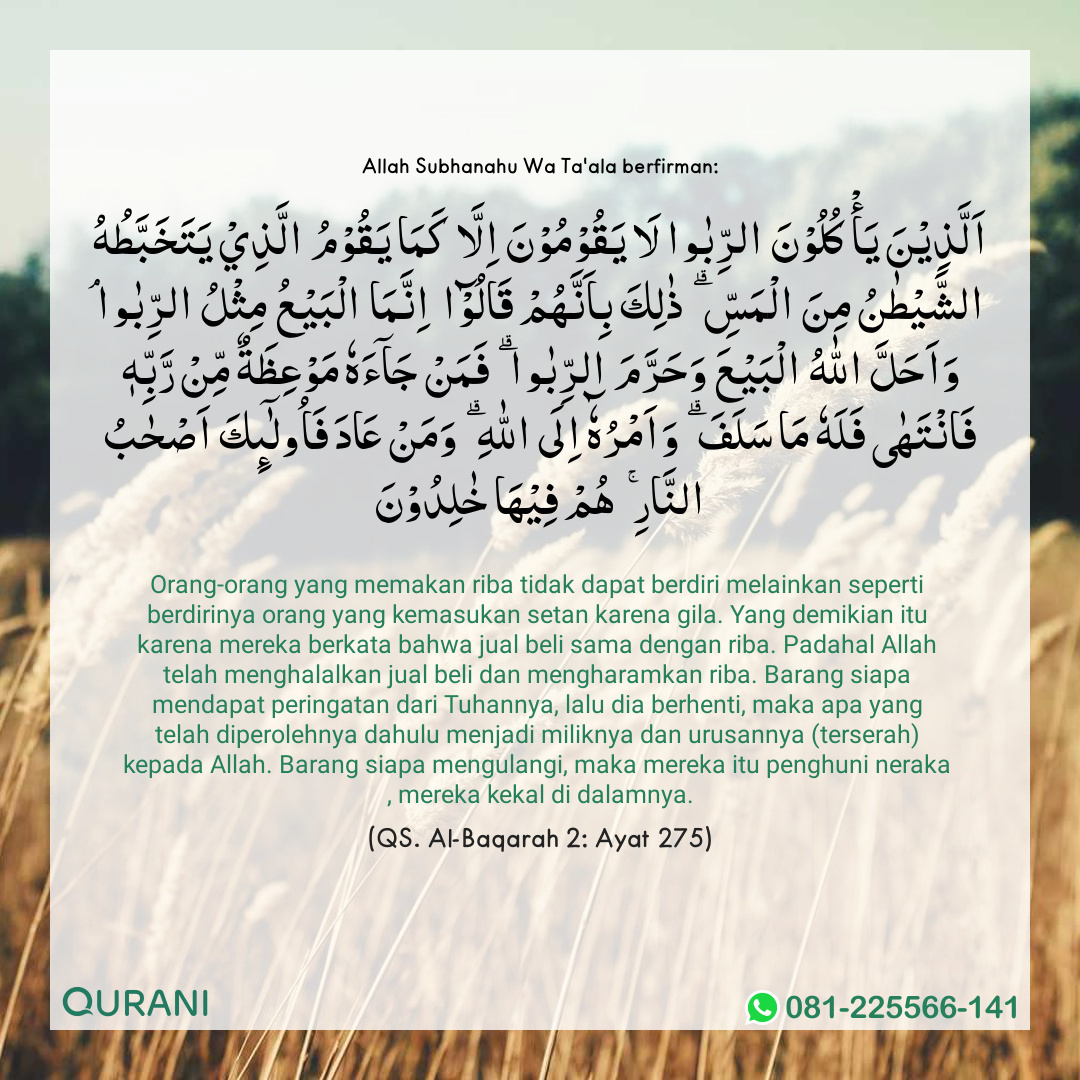 Allah Subhanahu Wa Ta'ala berfirman:
اَلَّذِيْنَ يَأْكُلُوْنَ الرِّبٰوا لَا يَقُوْمُوْنَ اِلَّا كَمَا يَقُوْمُ الَّذِيْ يَتَخَبَّطُهُ
الشَّيْطٰنُ مِنَ الْمَسِّۗ ذٰلِكَ بِاَنَّهُمْ قَالُوْٓا اِنَّمَا الْبَيْعُ مِثْلُ الرِّبٰواۘ
وَاَحَلَّ اللّٰهُ الْبَيْعَ وَحَرَّمَ الرِّبٰواۗ فَمَنْ جَاۤءَهٗ مَوْعِظَةٌ مِّنْ رَّبِّهٖ
فَانْتَهٰى فَلَهٗ مَا سَلَفَۗ وَاَمْرُهٗٓ اِلَى اللّٰهِۗ وَمَنْ عَادَ فَاُولٰۤىِٕكَ اَصْحٰبُ
النَّارِۚ هُمْ فِيْهَا خٰلِدُوْنَ
Orang-orang yang memakan riba tidak dapat berdiri melainkan seperti
berdirinya orang yang kemasukan setan karena gila. Yang demikian itu
karena mereka berkata bahwa jual beli sama dengan riba. Padahal Allah
telah menghalalkan jual beli dan mengharamkan riba. Barang siapa
mendapat peringatan dari Tuhannya, lalu dia berhenti, maka apa yang
telah diperolehnya dahulu menjadi miliknya dan urusannya (terserah)
kepada Allah. Barang siapa mengulangi, maka mereka itu penghuni neraka
, mereka kekal di dalamnya.
(QS. Al-Baqarah 2: Ayat 275)
QURANI
081-225566-141